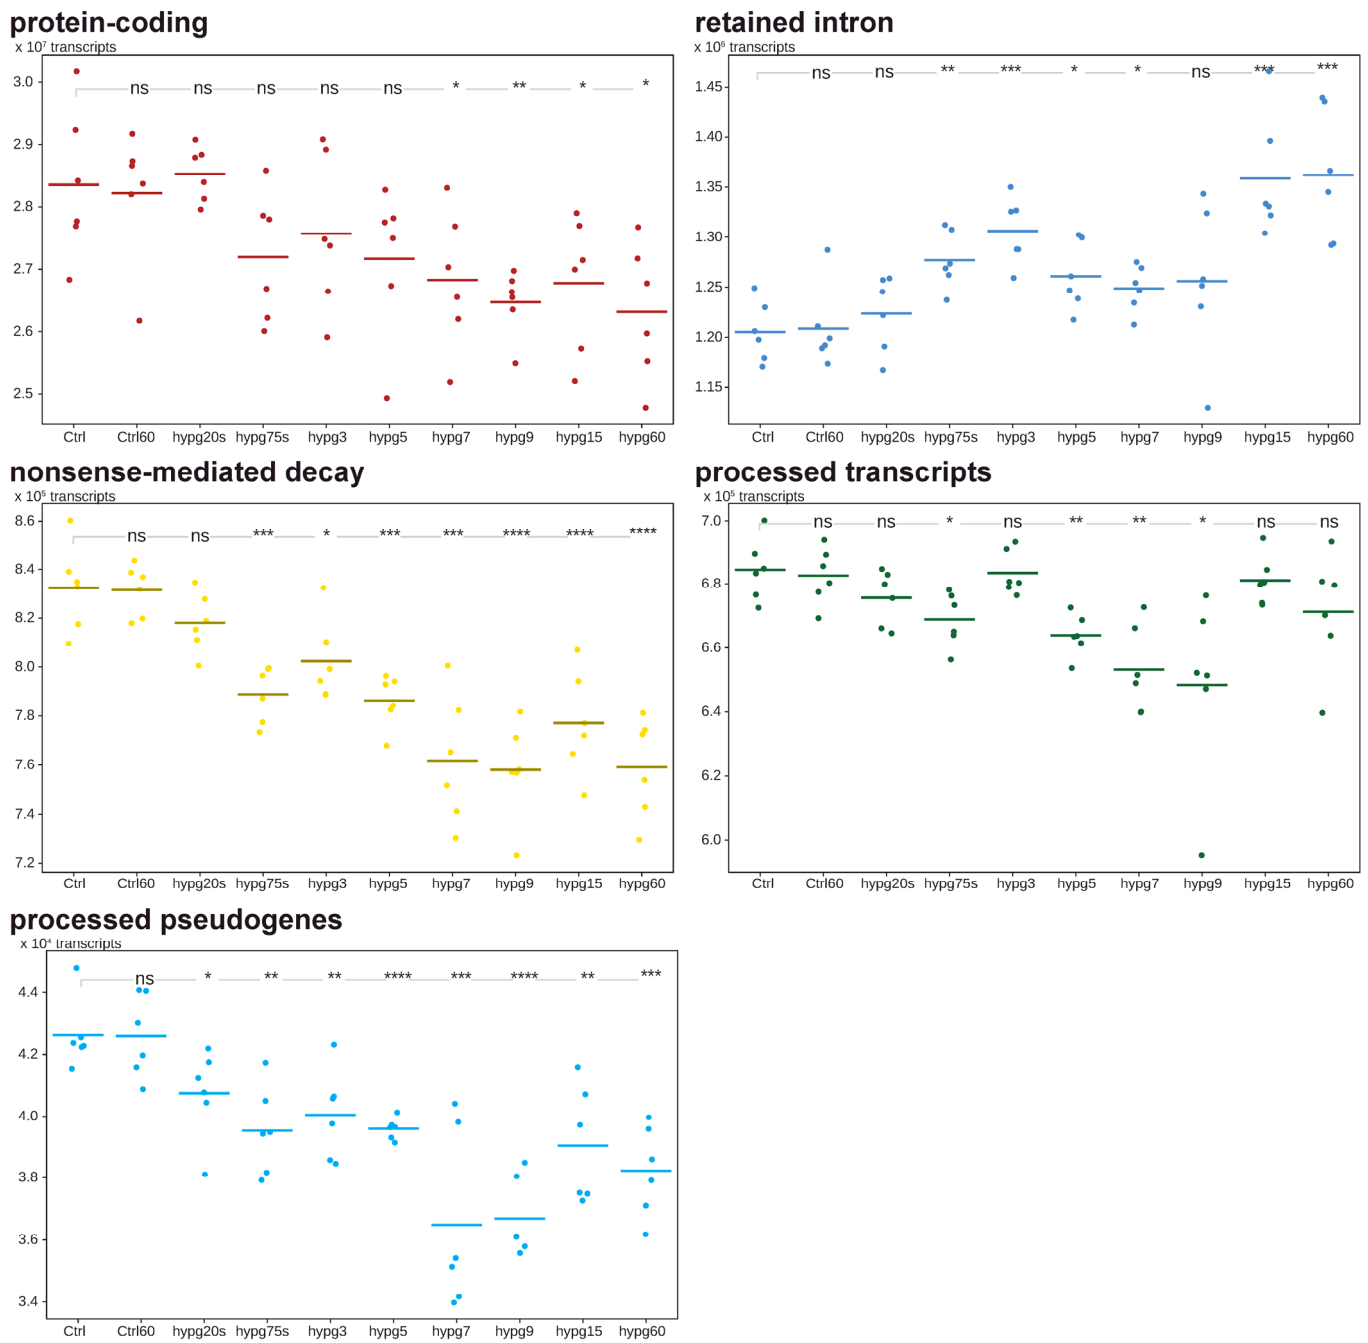 protein-coding
x 10⁷ transcripts
3.0
2.9
2.8
2.7
2.6
2.5
ns ns ns ns ns * ** * *
Ctrl Ctrl60 hypg20s hypg75s hypg3 hypg5 hypg7 hypg9 hypg15 hypg60
retained intron
x 10⁶ transcripts
1.45
1.40
1.35
1.30
1.25
1.20
1.15
ns ns ** *** * * ns *** ***
Ctrl Ctrl60 hypg20s hypg75s hypg3 hypg5 hypg7 hypg9 hypg15 hypg60
nonsense-mediated decay
x 10⁵ transcripts
8.6
8.4
8.2
8.0
7.8
7.6
7.4
7.2
ns ns *** * *** *** **** **** ****
Ctrl Ctrl60 hypg20s hypg75s hypg3 hypg5 hypg7 hypg9 hypg15 hypg60
processed transcripts
x 10⁵ transcripts
7.0
6.8
6.6
6.4
6.2
6.0
ns ns * ns ** ** * ns ns
Ctrl Ctrl60 hypg20s hypg75s hypg3 hypg5 hypg7 hypg9 hypg15 hypg60
processed pseudogenes
x 10⁴ transcripts
4.4
4.2
4.0
3.8
3.6
3.4
ns * ** ** **** *** **** ** ***
Ctrl Ctrl60 hypg20s hypg75s hypg3 hypg5 hypg7 hypg9 hypg15 hypg60